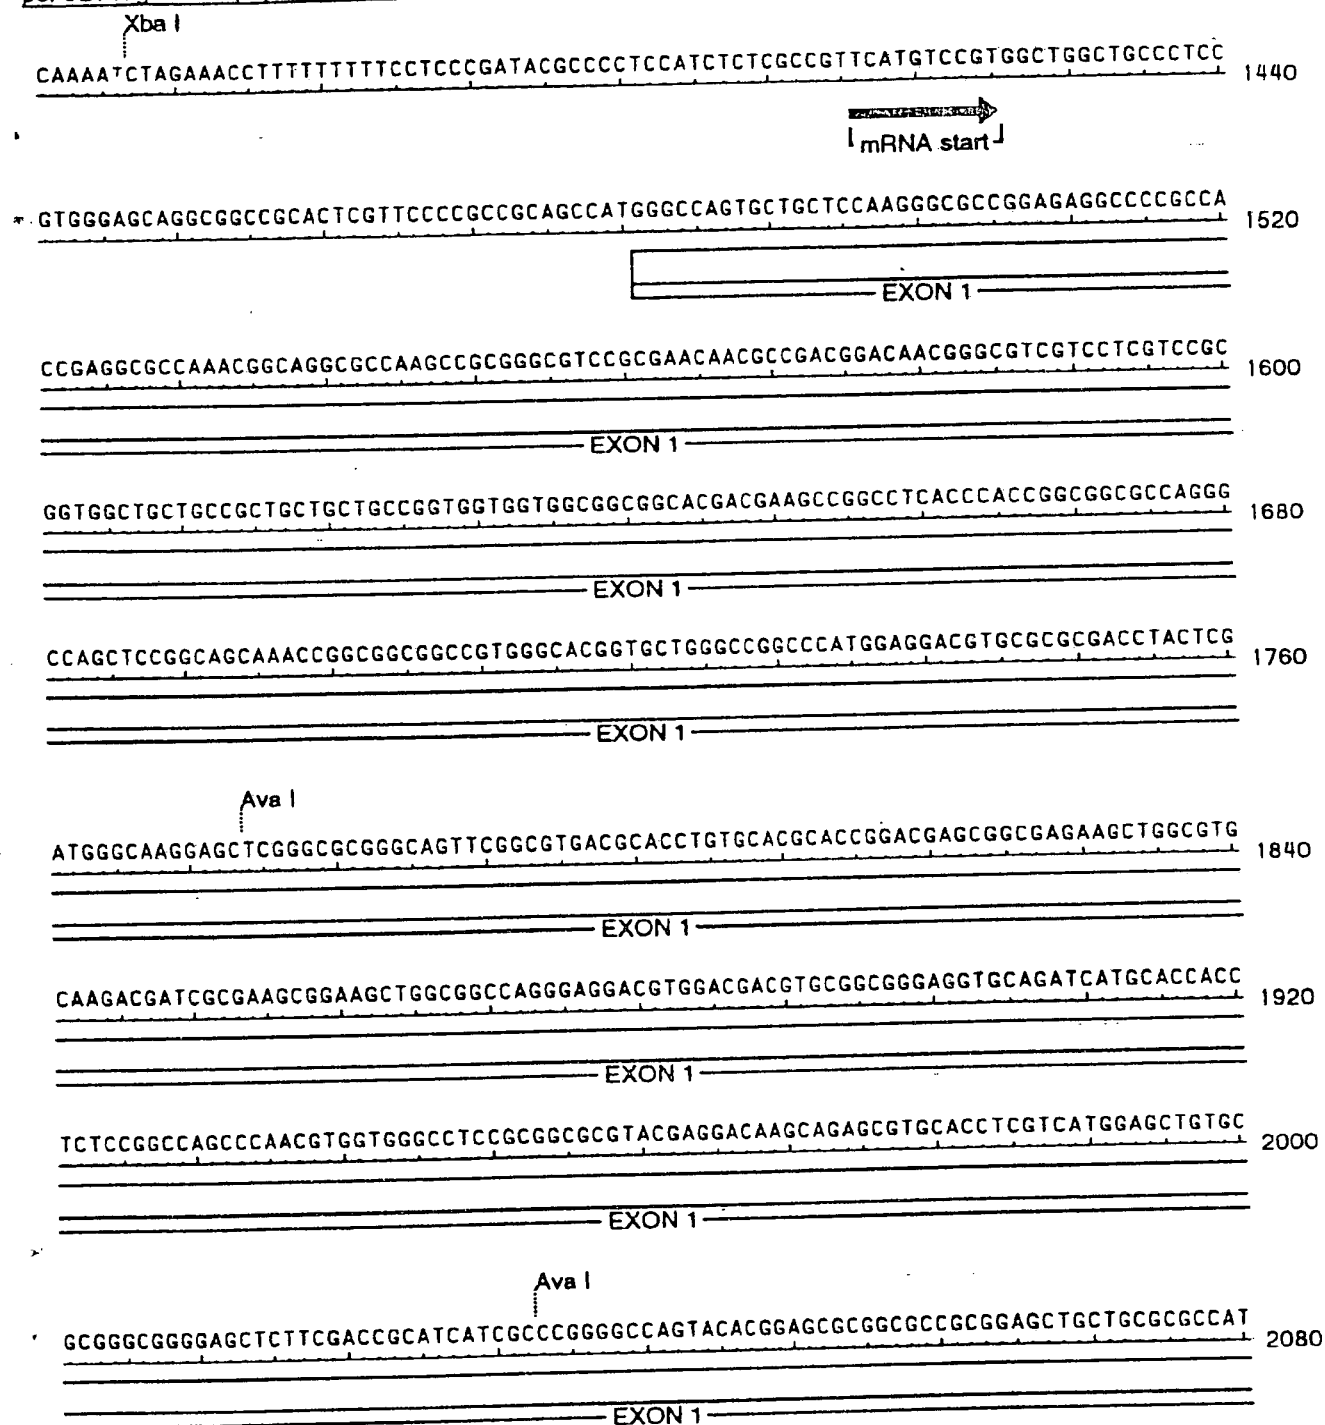 Xba I
CAAAATCTAGAAACCTTTTTTTTTCCTCCCGATACGCCCCTCCATCTCTCGCCGTTCATGTCCGTGGCTGGCTGCCCTCC 1440
mRNA start
GTGGGAGCAGGCGGCCGCACTCGTTCCCCGCCGCAGCCATGGGCCAGTGCTGCTCCAAGGGCGCCGGAGAGGCCCCGCCA 1520
EXON 1
CCGAGGCGCCAAACGGCAGGCGCCAAGCCGCGGGCGTCCGCGAACAACGCCGACGGACAACGGGCGTCGTCCTCGTCCGC 1600
EXON 1
GGTGGCTGCTGCCGCTGCTGCTGCCGGTGGTGGTGGCGGCGGCACGACGAAGCCGGCCTCACCCACCGGCGGCGCCAGGG 1680
EXON 1
CCAGCTCCGGCAGCAAACCGGCGGCGGCCGTGGGCACGGTGCTGGGCCGGCCCATGGAGGACGTGCGCGCGACCTACTCG 1760
EXON 1
Ava I
ATGGGCAAGGAGCTCGGGCGCGGGCAGTTCGGCGTGACGCACCTGTGCACGCACCGGACGAGCGGCGAGAAGCTGGCGTG 1840
EXON 1
CAAGACGATCGCGAAGCGGAAGCTGGCGGCCAGGGAGGACGTGGACGACGTGCGGCGGGAGGTGCAGATCATGCACCACC 1920
EXON 1
TCTCCGGCCAGCCCAACGTGGTGGGCCTCCGCGGCGCGTACGAGGACAAGCAGAGCGTGCACCTCGTCATGGAGCTGTGC 2000
EXON 1
Ava I
GCGGGCGGGGAGCTCTTCGACCGCATCATCGCCCGGGGCCAGTACACGGAGCGCGGCGCCGCGGAGCTGCTGCGCGCCAT 2080
EXON 1